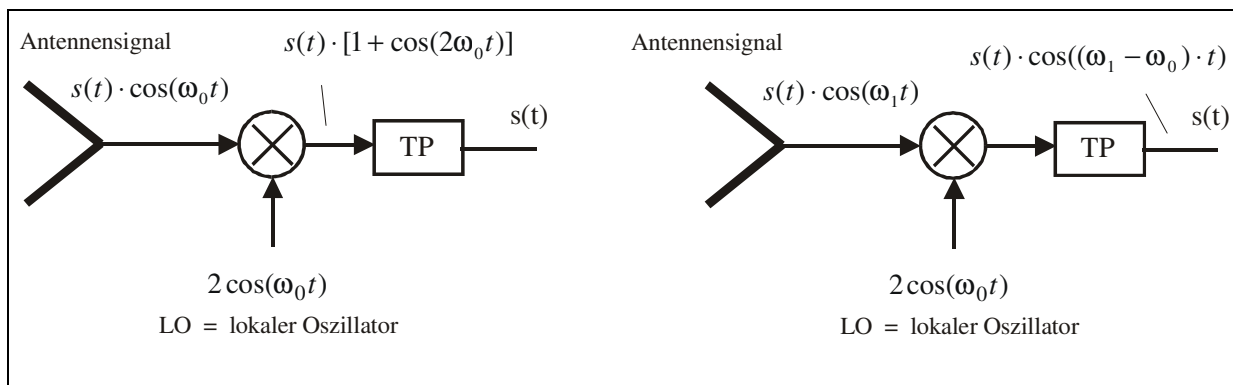 Antennensignal
s(t) · [1 + cos(2ω₀t)]
s(t) · cos(ω₀t)
TP
s(t)
2 cos(ω₀t)
LO = lokaler Oszillator
Antennensignal
s(t) · cos((ω₁ − ω₀) · t)
s(t) · cos(ω₁t)
TP
s(t)
2 cos(ω₀t)
LO = lokaler Oszillator